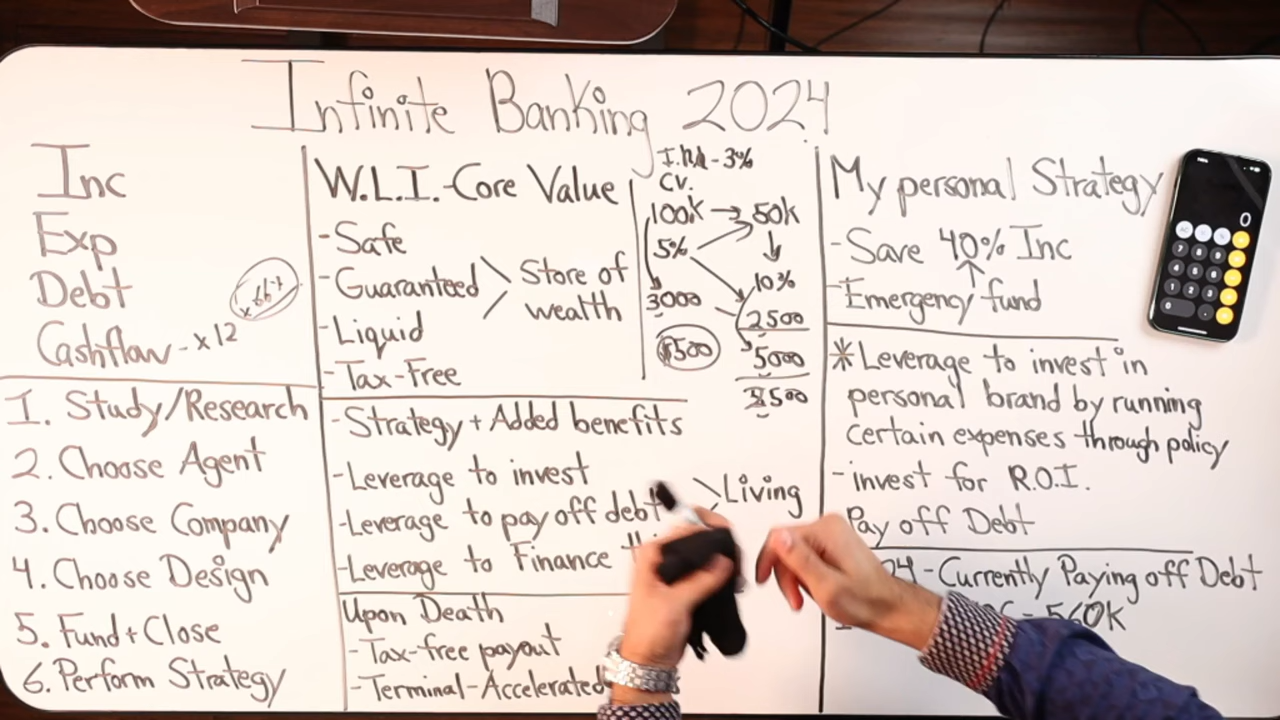 Infinite Banking 2024
Inc
Exp
Debt
Cashflow - x12
1. Study/Research
2. Choose Agent
3. Choose Company
4. Choose Design
5. Fund + Close
6. Perform Strategy
W.L.I. - Core Value
- Safe
- Guaranteed
- Liquid
- Tax-Free
Store of
wealth
- 3%
CV.
100K → 50k
5%
10%
3000
2500
$500
5000
500
- Strategy + Added benefits
- Leverage to invest
- Leverage to pay off debt
- Leverage to Finance
Living
Upon Death
- Tax-free payout
- Terminal-Accelerated
My personal Strategy
- Save 40% Inc
- Emergency fund
* Leverage to invest in
personal brand by running
certain expenses through policy
- invest for R.O.I.
Pay off Debt
- Currently Paying off Debt
560K
0